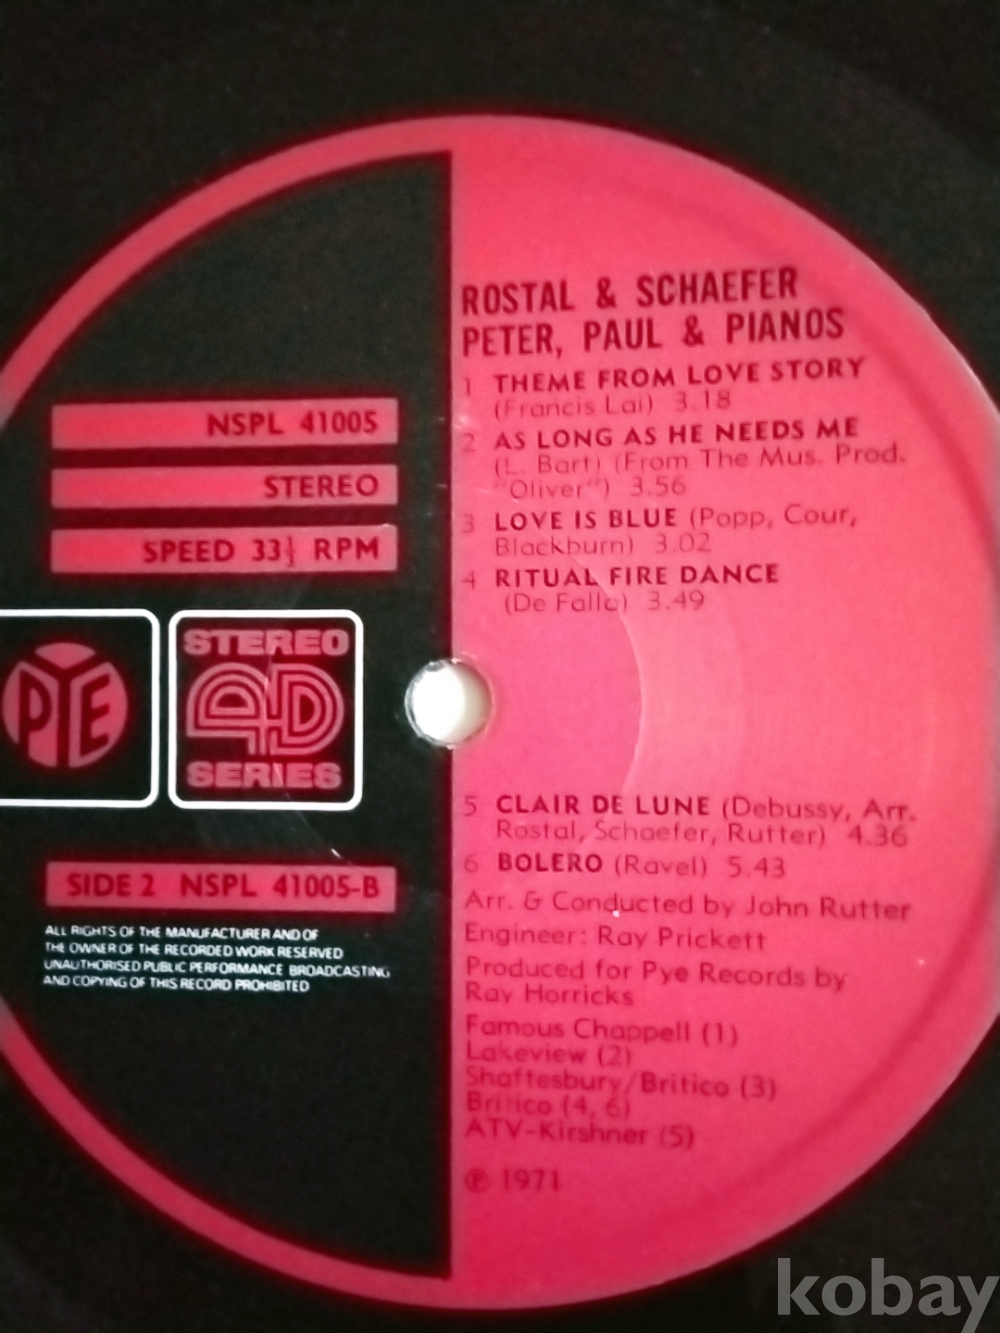 NSPL 41005
STEREO
SPEED 33⅓ RPM
PYE
STEREO
4D
SERIES
SIDE 2 NSPL 41005-B
ALL RIGHTS OF THE MANUFACTURER AND OF
THE OWNER OF THE RECORDED WORK RESERVED
UNAUTHORISED PUBLIC PERFORMANCE BROADCASTING
AND COPYING OF THIS RECORD PROHIBITED
ROSTAL & SCHAEFER
PETER, PAUL & PIANOS
1 THEME FROM LOVE STORY
(Francis Lai) 3.18
2 AS LONG AS HE NEEDS ME
(L. Bart) (From The Mus. Prod.
"Oliver") 3.56
3 LOVE IS BLUE (Popp, Cour,
Blackburn) 3.02
4 RITUAL FIRE DANCE
(De Falla) 3.49
5 CLAIR DE LUNE (Debussy, Arr.
Rostal, Schaefer, Rutter) 4.36
6 BOLERO (Ravel) 5.43
Arr. & Conducted by John Rutter
Engineer: Ray Prickett
Produced for Pye Records by
Ray Horricks
Famous Chappell (1)
Lakeview (2)
Shaftesbury/Britico (3)
Britico (4, 6)
ATV-Kirshner (5)
℗ 1971
kobay